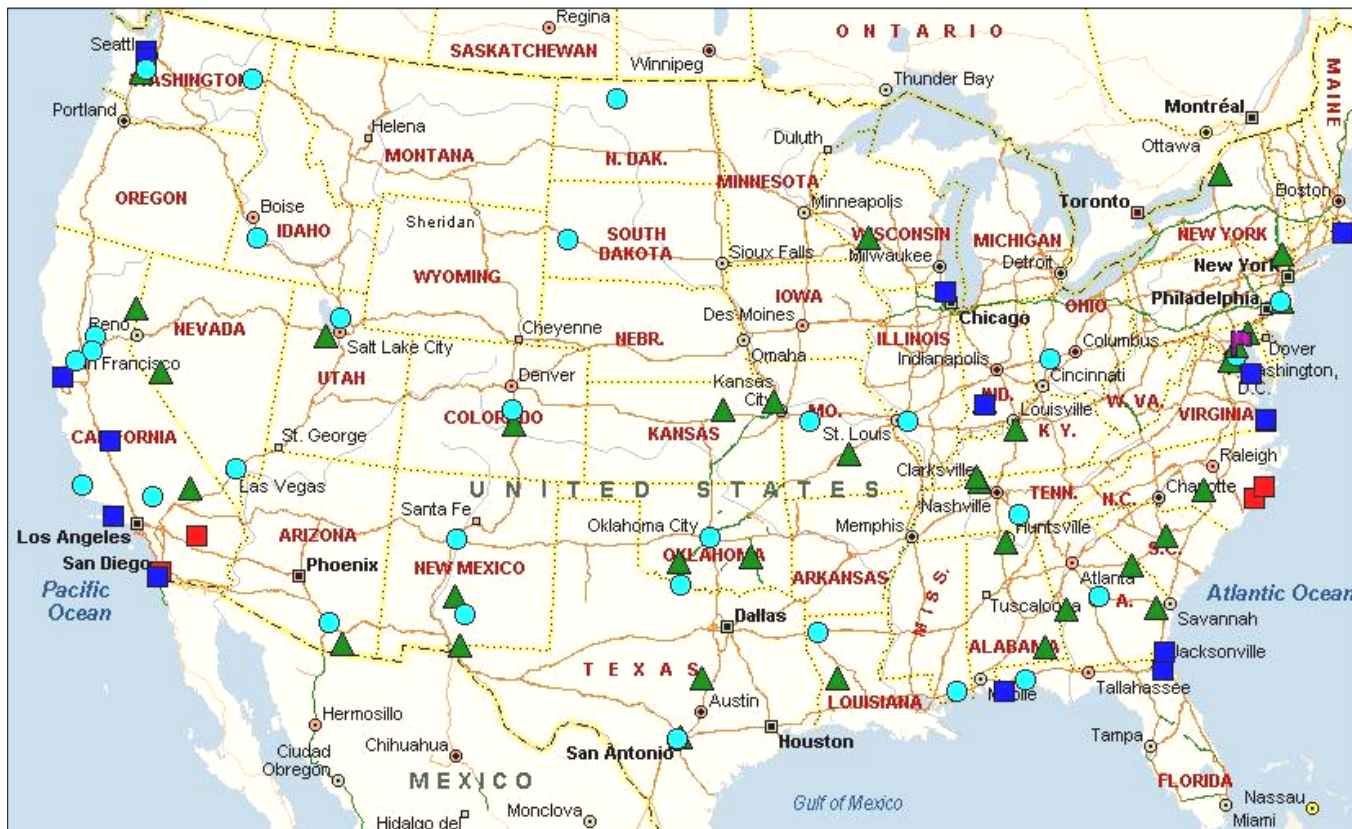 Regina
ONTARIO
SASKATCHEWAN
Winnipeg
Thunder Bay
MAINE
Montréal
Ottawa
Portland
Helena
MONTANA
N. DAK.
Duluth
MINNESOTA
Minneapolis
Toronto
Boston
OREGON
Boise
IDAHO
Sheridan
SOUTH
DAKOTA
Sioux Falls
WISCONSIN
Milwaukee
MICHIGAN
Detroit
NEW YORK
New York
WYOMING
IOWA
Des Moines
OHIO
Philadelphia
Reno
NEVADA
Cheyenne
NEBR.
Omaha
ILLINOIS
Chicago
Indianapolis
Columbus
Dover
Salt Lake City
UTAH
Denver
COLORADO
Kansas
City
MO.
IND.
Cincinnati
W. VA.
Washington,
D.C.
CALIFORNIA
St. George
KANSAS
St. Louis
Louisville
K Y.
VIRGINIA
Raleigh
Las Vegas
UNITED STATES
Clarksville
Nashville
TENN.
N.C.
Charlotte
Los Angeles
San Diego
ARIZONA
Phoenix
Santa Fe
NEW MEXICO
Oklahoma City
OKLAHOMA
Memphis
ARKANSAS
Huntsville
S.C.
Atlanta
Pacific
Ocean
Atlantic Ocean
Dallas
MISS.
Tuscaloosa
Savannah
TEXAS
ALABAMA
Jacksonville
Austin
LOUISIANA
Mobile
Tallahassee
Hermosillo
Chihuahua
San Antonio
Houston
Tampa
Ciudad
Obregón
MEXICO
FLORIDA
Gulf of Mexico
Monclova
Hidalgo del
Nassau
Miami